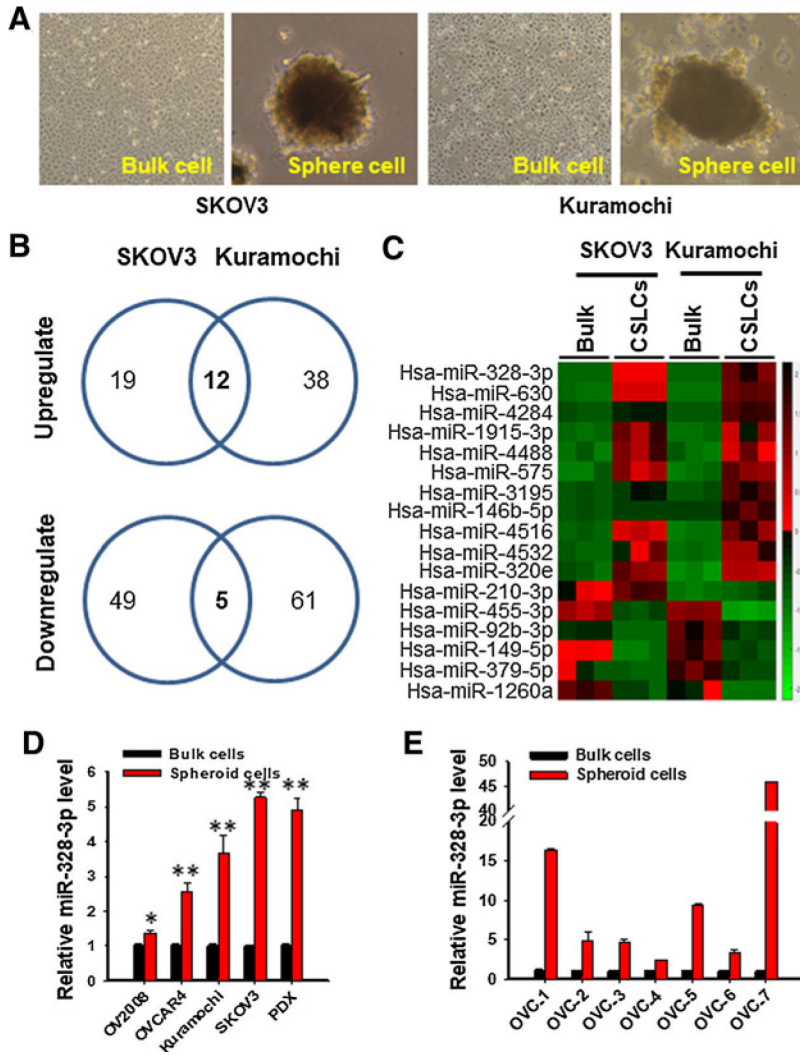 A
Bulk cell
Sphere cell
Bulk cell
Sphere cell
SKOV3
Kuramochi
B
SKOV3 Kuramochi
Upregulate
19
12
38
Downregulate
49
5
61
C
SKOV3 Kuramochi
Bulk
CSLCs
Bulk
CSLCs
Hsa-miR-328-3p
Hsa-miR-630
Hsa-miR-4284
Hsa-miR-1915-3p
Hsa-miR-4488
Hsa-miR-575
Hsa-miR-3195
Hsa-miR-146b-5p
Hsa-miR-4516
Hsa-miR-4532
Hsa-miR-320e
Hsa-miR-210-3p
Hsa-miR-455-3p
Hsa-miR-92b-3p
Hsa-miR-149-5p
Hsa-miR-379-5p
Hsa-miR-1260a
D
Bulk cells
Spheroid cells
Relative miR-328-3p level
6
5
4
3
2
1
0
*
**
**
**
**
OV2008
OVCAR4
Kuramochi
SKOV3
PDX
E
Bulk cells
Spheroid cells
Relative miR-328-3p level
50
45
20
15
10
5
0
OVC-1
OVC-2
OVC-3
OVC-4
OVC-5
OVC-6
OVC-7